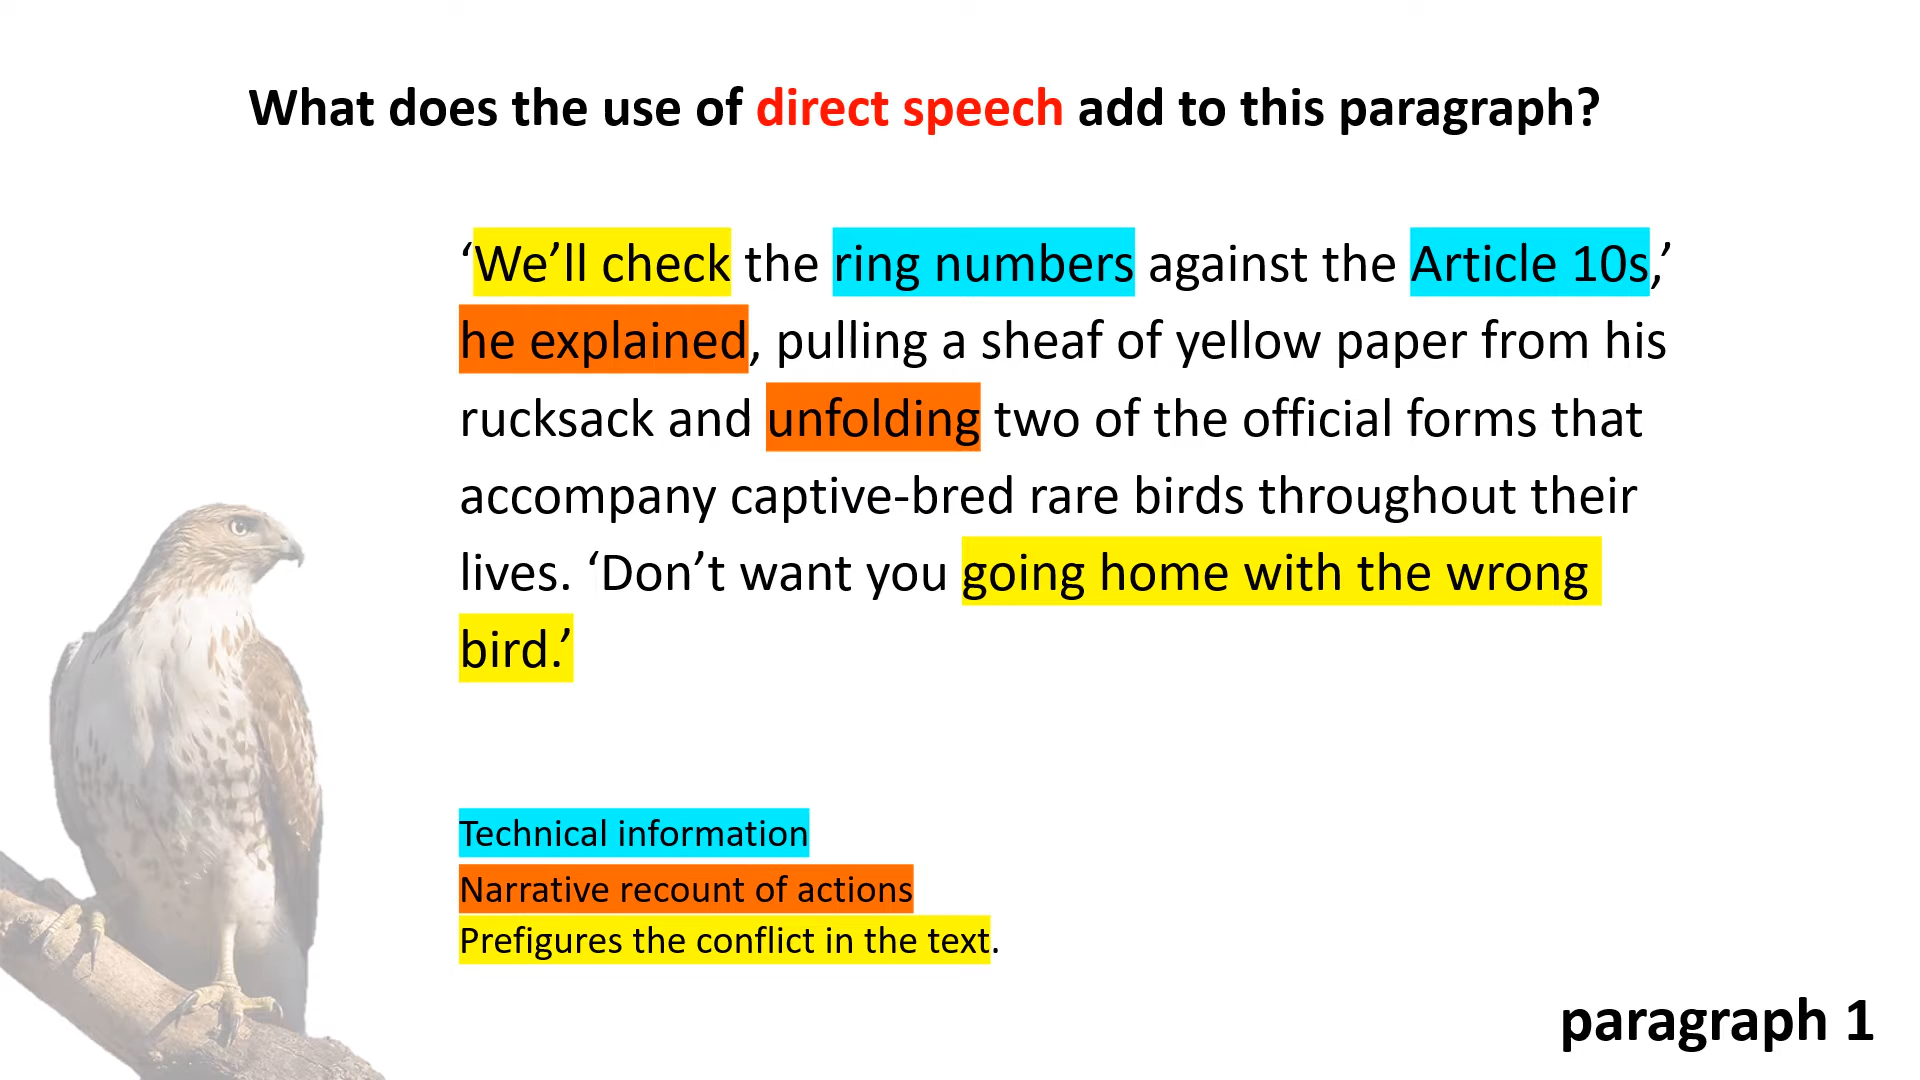 What does the use of direct speech add to this paragraph?
‘We’ll check the ring numbers against the Article 10s,’
he explained, pulling a sheaf of yellow paper from his
rucksack and unfolding two of the official forms that
accompany captive-bred rare birds throughout their
lives. ‘Don’t want you going home with the wrong
bird.’
Technical information
Narrative recount of actions
Prefigures the conflict in the text.
paragraph 1